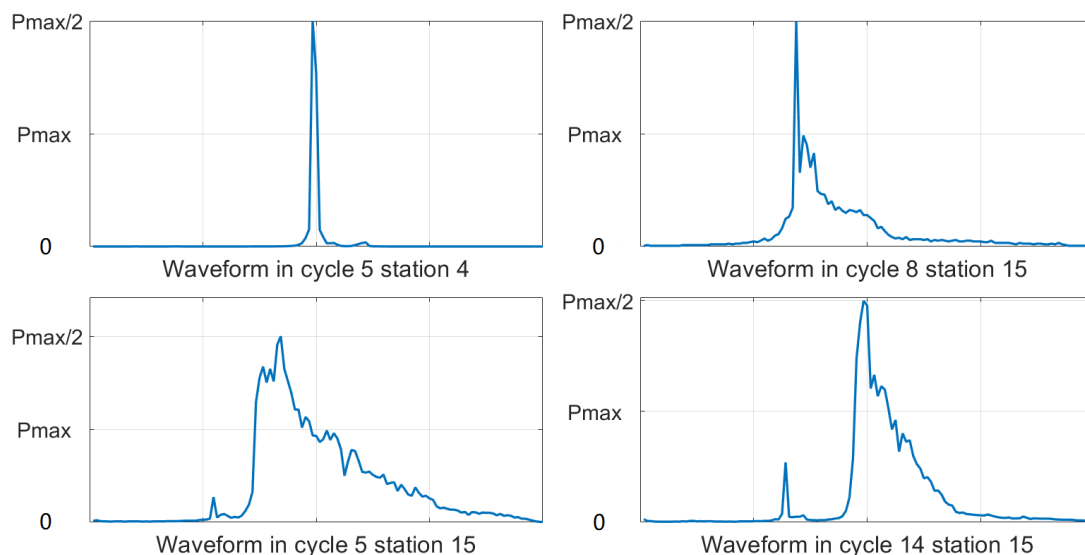 Pmax/2
Pmax
0
Waveform in cycle 5 station 4
Pmax/2
Pmax
0
Waveform in cycle 8 station 15
Pmax/2
Pmax
0
Waveform in cycle 5 station 15
Pmax/2
Pmax
0
Waveform in cycle 14 station 15